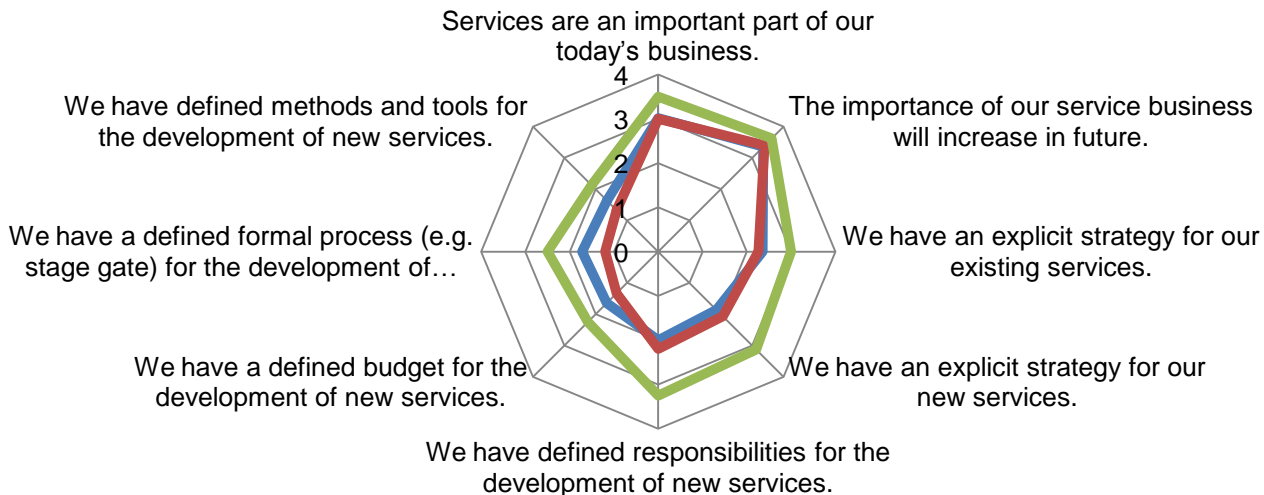 Services are an important part of our
today’s business.
The importance of our service business
will increase in future.
We have an explicit strategy for our
existing services.
We have an explicit strategy for our
new services.
We have defined responsibilities for the
development of new services.
We have a defined budget for the
development of new services.
We have a defined formal process (e.g.
stage gate) for the development of…
We have defined methods and tools for
the development of new services.
4
3
2
1
0